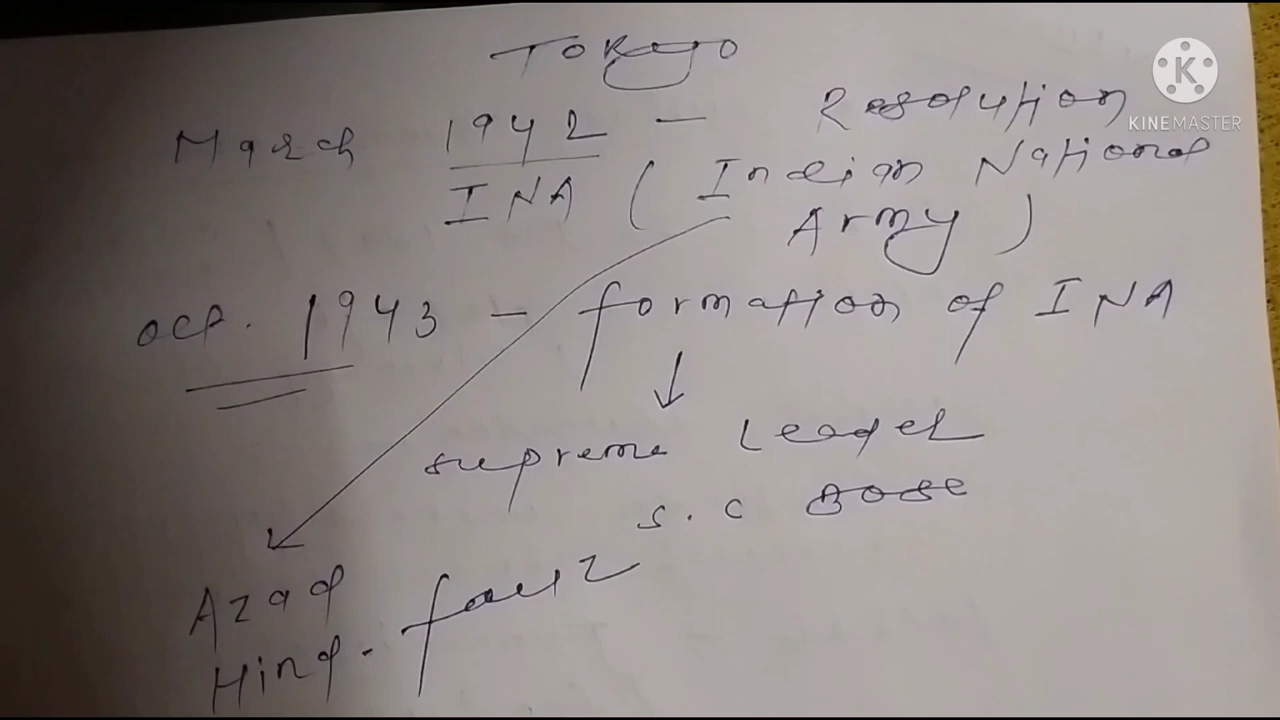 Tokyo
March 1942 - Resolution
INA (Indian National
Army)
Oct. 1943 - formation of INA
↓
supreme Leader
S.C Bose
Azad
Hind. fauz
K
KINEMASTER